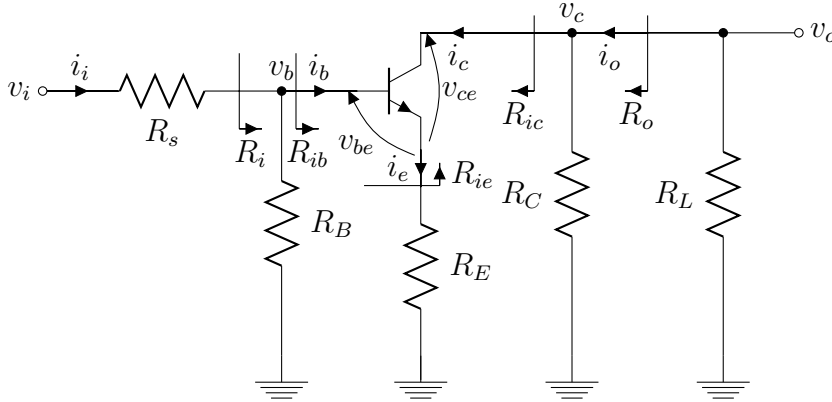 v_c v_o
i_c i_o
v_i i_i v_b i_b
v_ce
R_s R_i R_ib v_be R_ic R_o
i_e R_ie
R_B R_E R_C R_L